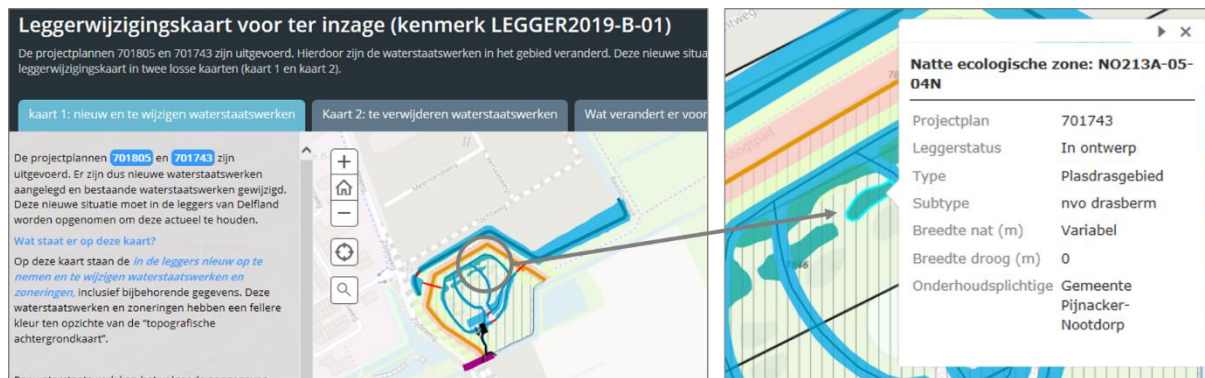 Leggerwijzigingskaart voor ter inzage (kenmerk LEGGER2019-B-01)
De projectplannen 701805 en 701743 zijn uitgevoerd. Hierdoor zijn de waterstaatswerken in het gebied veranderd. Deze nieuwe situa
leggerwijzigingskaart in twee losse kaarten (kaart 1 en kaart 2).
kaart 1: nieuw en te wijzigen waterstaatswerken
Kaart 2: te verwijderen waterstaatswerken
Wat verandert er voor
De projectplannen 701805 en 701743 zijn
uitgevoerd. Er zijn dus nieuwe waterstaatswerken
aangelegd en bestaande waterstaatswerken gewijzigd.
Deze nieuwe situatie moet in de leggers van Delfland
worden opgenomen om deze actueel te houden.
Wat staat er op deze kaart?
Op deze kaart staan de in de leggers nieuw op te
nemen en te wijzigen waterstaatswerken en
zoneringen, inclusief bijbehorende gegevens. Deze
waterstaatswerken en zoneringen hebben een fellere
kleur ten opzichte van de "topografische
achtergrondkaart".
Natte ecologische zone: NO213A-05-
04N
Projectplan 701743
Leggerstatus In ontwerp
Type Plasdrasgebied
Subtype nvo drasberm
Breedte nat (m) Variabel
Breedte droog (m) 0
Onderhoudsplichtige Gemeente
Pijnacker-
Nootdorp
7846